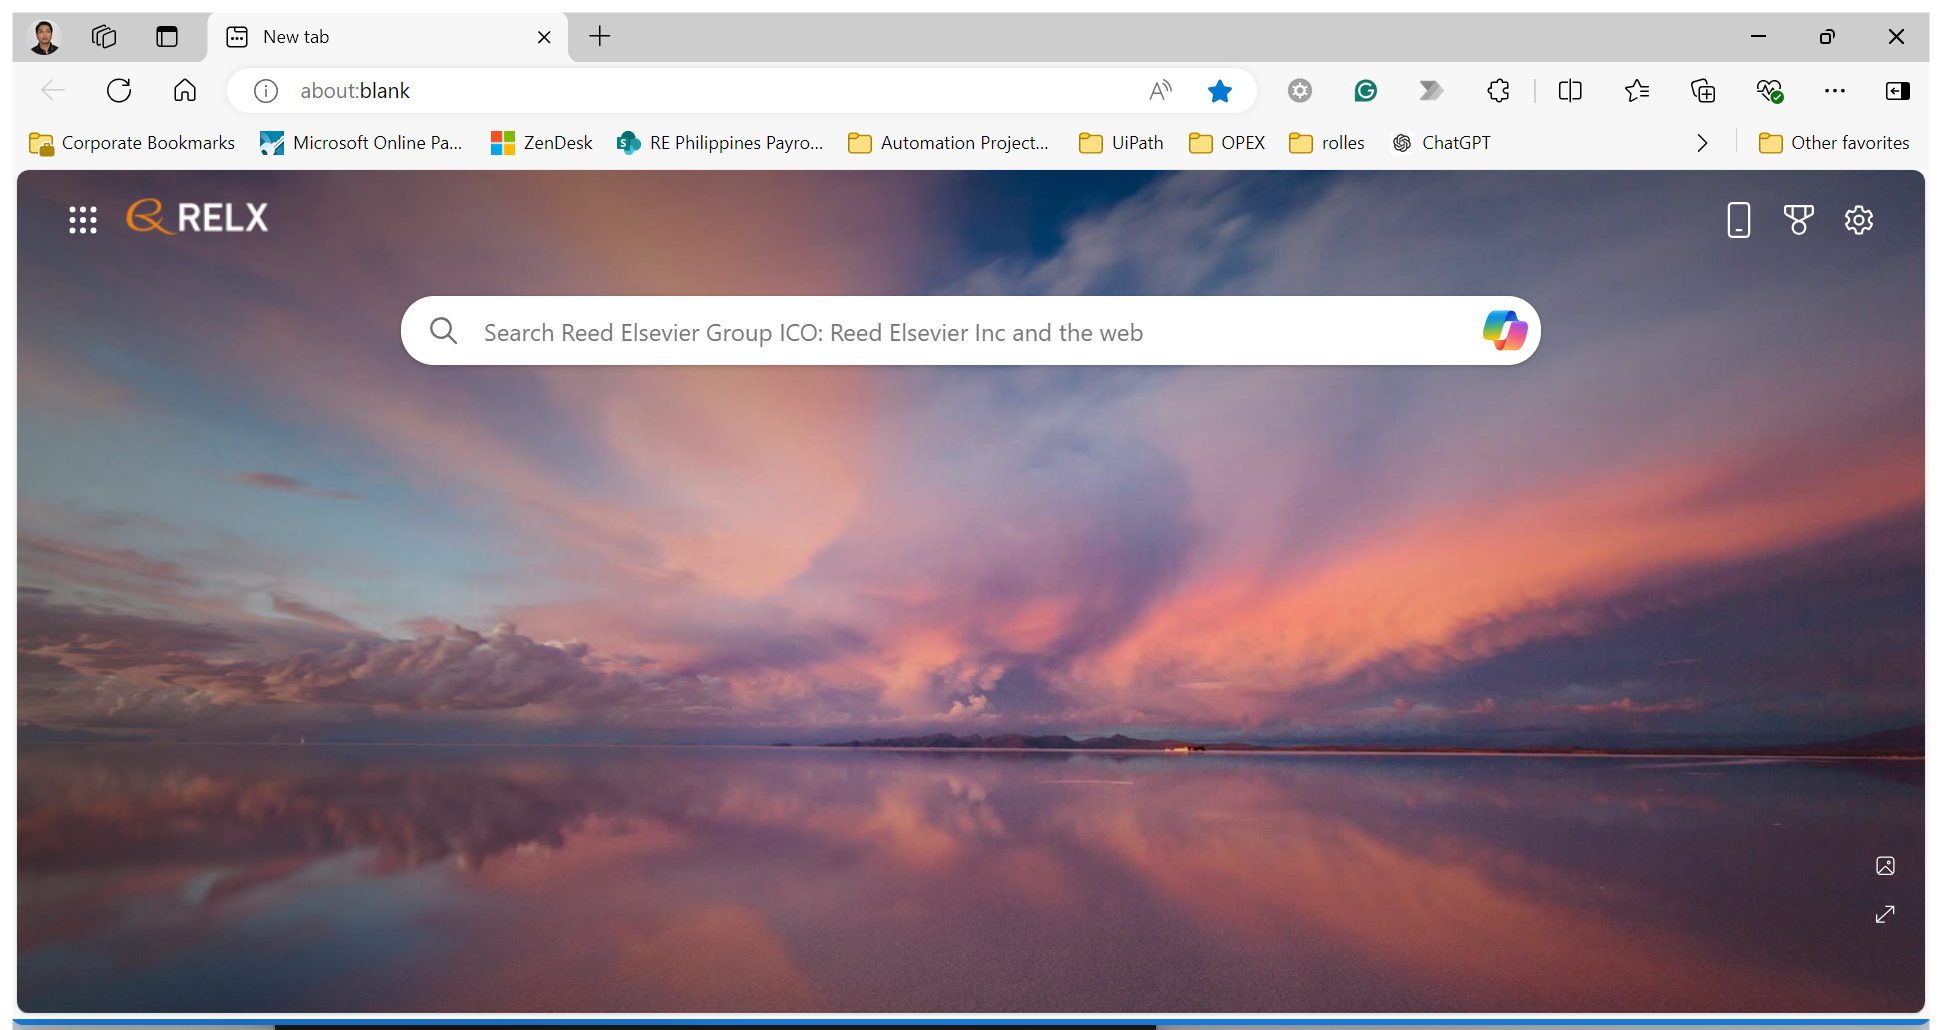 New tab
about:blank
Corporate Bookmarks Microsoft Online Pa... ZenDesk RE Philippines Payro... Automation Project... UiPath OPEX rolles ChatGPT Other favorites
RELX
Search Reed Elsevier Group ICO: Reed Elsevier Inc and the web